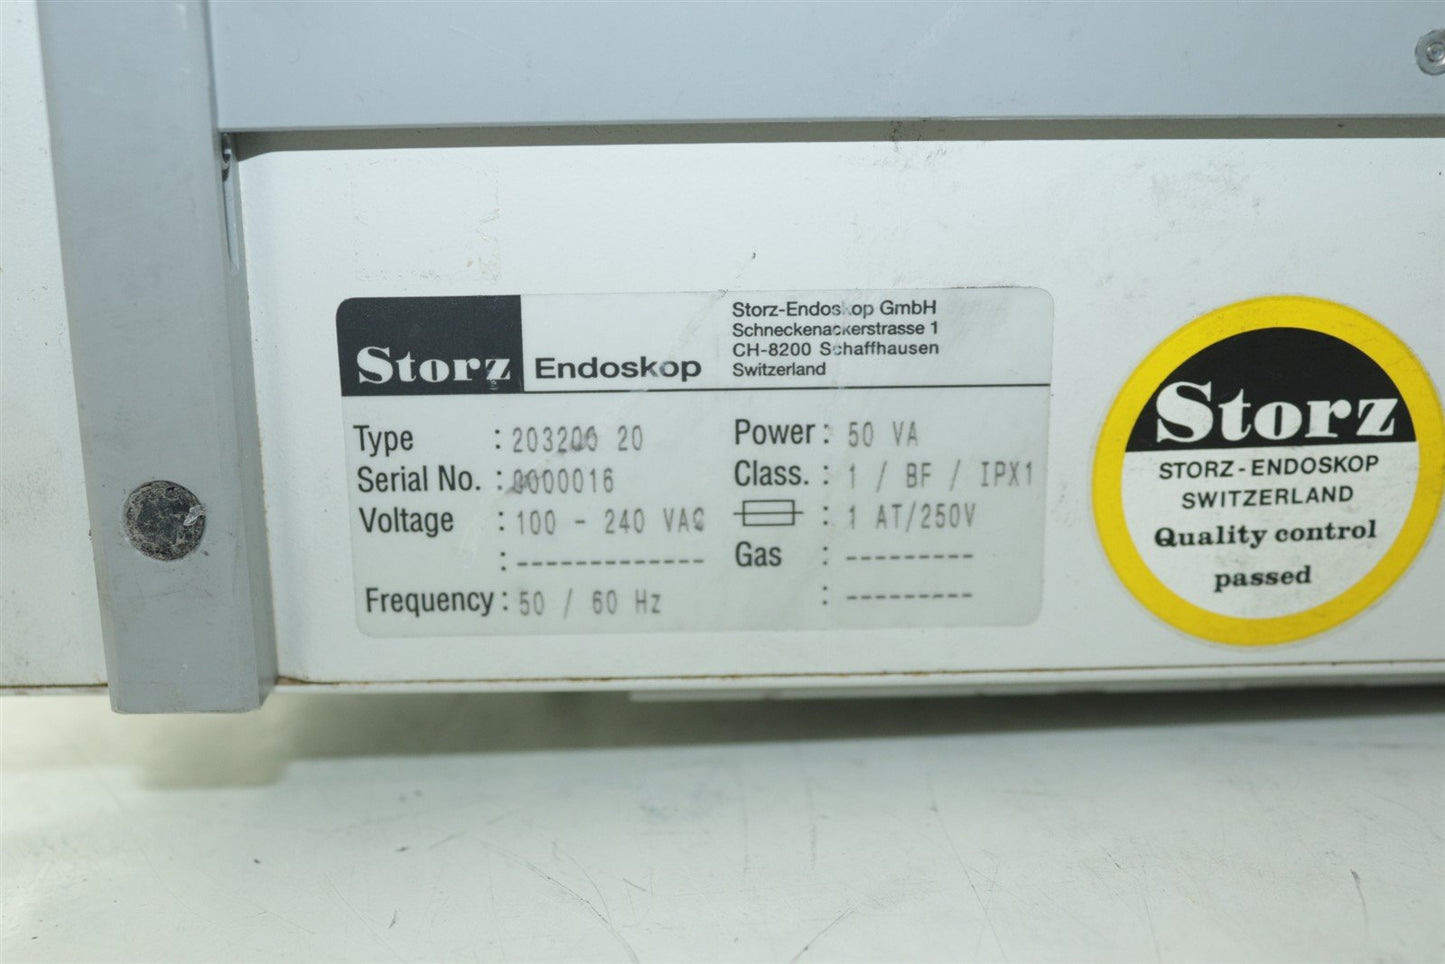 Storz Endoskop
Storz-Endoskop GmbH
Schneckenackerstrasse 1
CH-8200 Schaffhausen
Switzerland
Type : 203206 20
Serial No. : 0000016
Voltage : 100 - 240 VAC
: -------------
Frequency : 50 / 60 Hz
Power : 50 VA
Class. : 1 / BF / IPX1
: 1 AT/250V
Gas : ---------
: ---------
Storz
STORZ-ENDOSKOP
SWITZERLAND
Quality control
passed